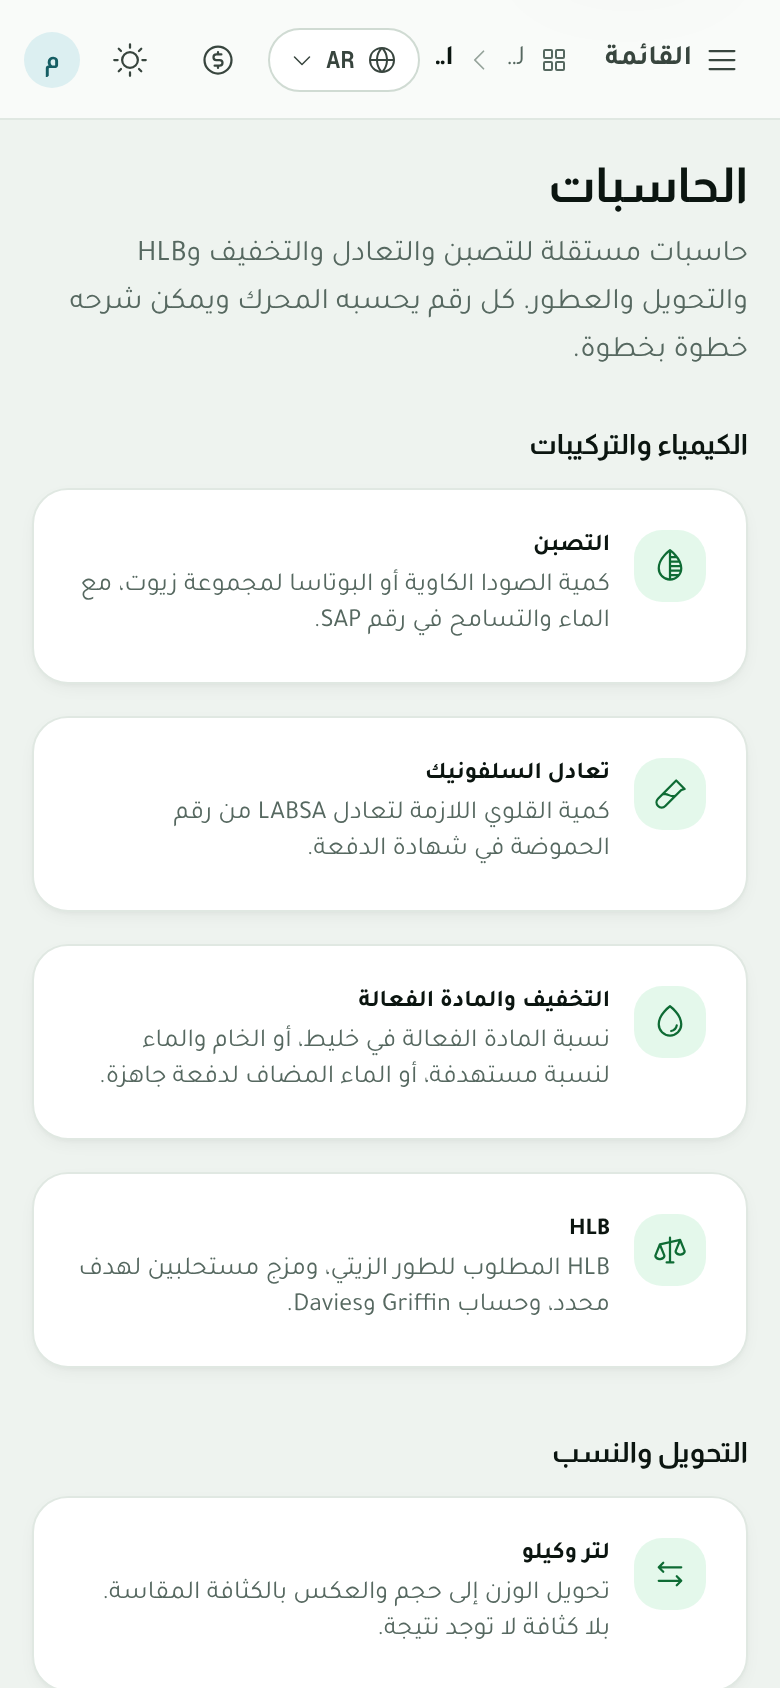 القائمة
لـ..
ا..
AR
م
الحاسبات
حاسبات مستقلة للتصبن والتعادل والتخفيف وHLB
والتحويل والعطور. كل رقم يحسبه المحرك ويمكن شرحه
خطوة بخطوة.
الكيمياء والتركيبات
التصبن
كمية الصودا الكاوية أو البوتاسا لمجموعة زيوت، مع
الماء والتسامح في رقم SAP.
تعادل السلفونيك
كمية القلوي اللازمة لتعادل LABSA من رقم
الحموضة في شهادة الدفعة.
التخفيف والمادة الفعالة
نسبة المادة الفعالة في خليط، أو الخام والماء
لنسبة مستهدفة، أو الماء المضاف لدفعة جاهزة.
HLB
HLB المطلوب للطور الزيتي، ومزج مستحلبين لهدف
محدد، وحساب Griffin وDavies.
التحويل والنسب
لتر وكيلو
تحويل الوزن إلى حجم والعكس بالكثافة المقاسة.
بلا كثافة لا توجد نتيجة.